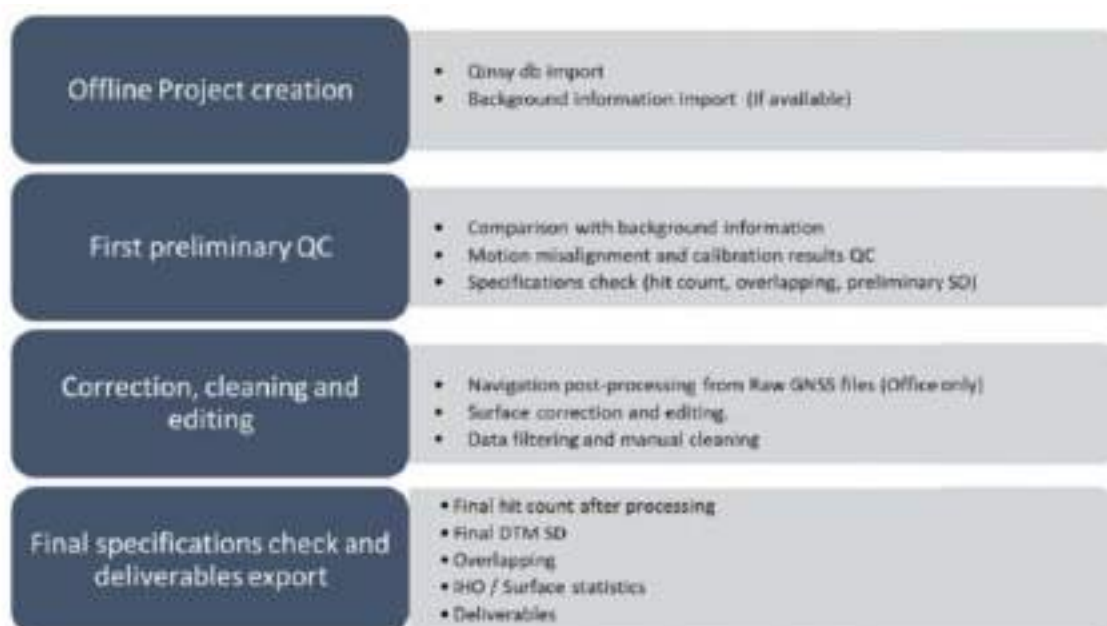 Offline Project creation
• Qinsy db import
• Background information import (If available)
First preliminary QC
• Comparison with background information
• Motion misalignment and calibration results QC
• Specifications check (hit count, overlapping, preliminary SD)
Correction, cleaning and
editing
• Navigation post-processing from Raw GNSS files (Office only)
• Surface correction and editing.
• Data filtering and manual cleaning
Final specifications check and
deliverables export
• Final hit count after processing
• Final DTM SD
• Overlapping
• IHO / Surface statistics
• Deliverables